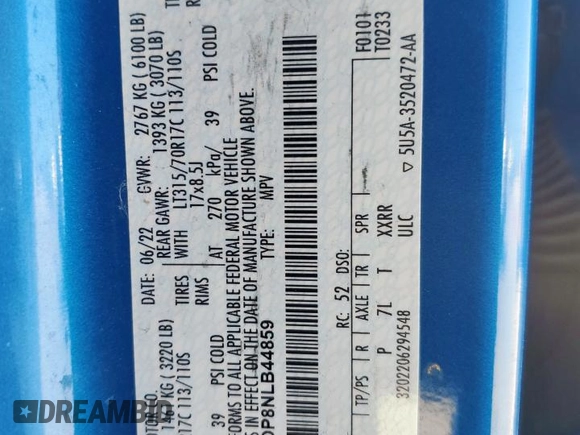 DATE: 06/22 GVWR: 2767 KG ( 6100 LB)
1461 KG ( 3220 LB) REAR GAWR: 1393 KG ( 3070 LB)
17C 113/110S TIRES WITH LT315/70R17C 113/110S
RIMS 17x8.5J
39 PSI COLD AT 270 kPa/ 39 PSI COLD
FORMS TO ALL APPLICABLE FEDERAL MOTOR VEHICLE
IN EFFECT ON THE DATE OF MANUFACTURE SHOWN ABOVE.
DP8NLB44859 TYPE: MPV
F0101
T0233
RC: 52 DSO:
TP/PS R AXLE TR SPR
P 7L T XXRR
3202206294548 ULC ▽ 5U5A-3520472-AA
DREAMBID